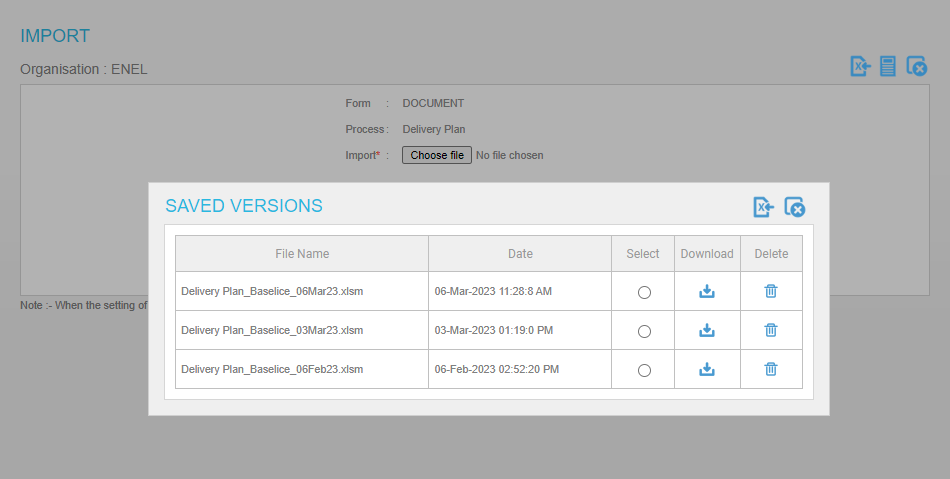 IMPORT
Organisation : ENEL
Form : DOCUMENT
Process : Delivery Plan
Import* : Choose file No file chosen
SAVED VERSIONS
File Name Date Select Download Delete
Delivery Plan_Baselice_06Mar23.xlsm 06-Mar-2023 11:28:8 AM
Delivery Plan_Baselice_03Mar23.xlsm 03-Mar-2023 01:19:0 PM
Delivery Plan_Baselice_06Feb23.xlsm 06-Feb-2023 02:52:20 PM
Note :- When the setting of